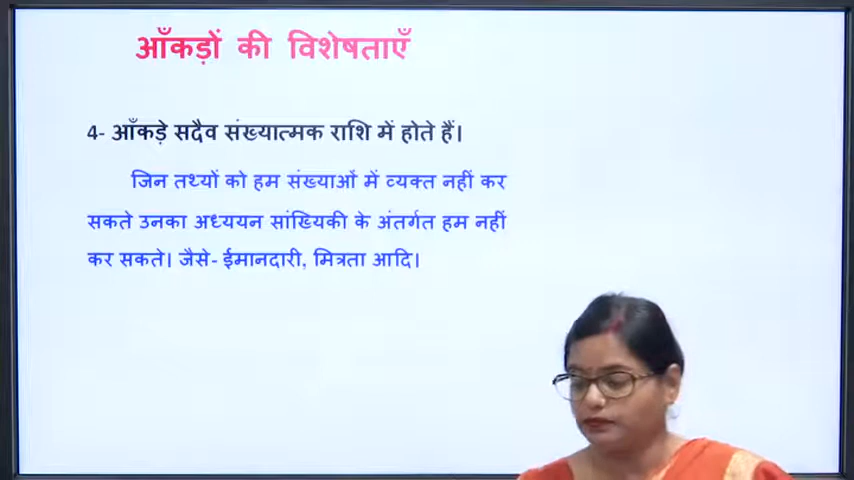 आँकड़ों की विशेषताएँ
4- आँकड़े सदैव संख्यात्मक राशि में होते हैं।
जिन तथ्यों को हम संख्याओं में व्यक्त नहीं कर
सकते उनका अध्ययन सांख्यिकी के अंतर्गत हम नहीं
कर सकते। जैसे- ईमानदारी, मित्रता आदि।